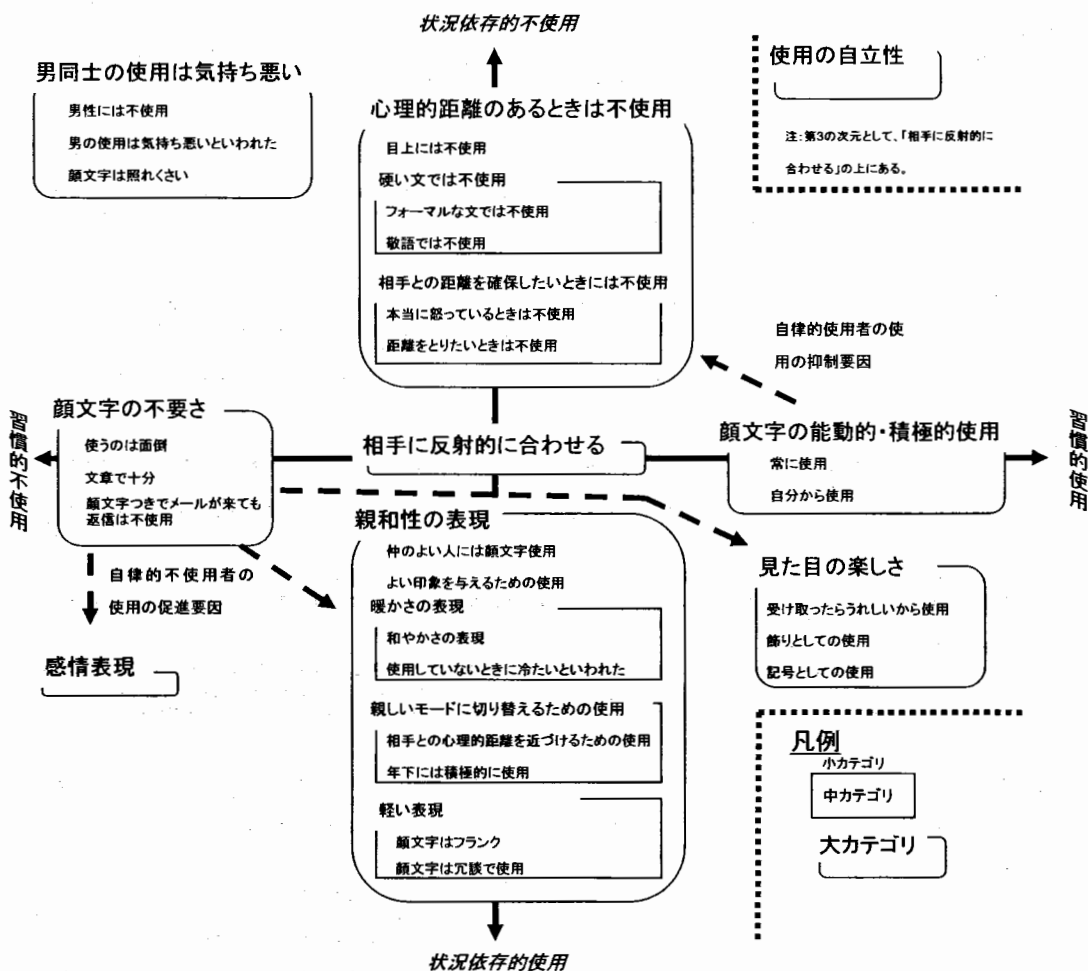 状況依存的不使用
男同士の使用は気持ち悪い
男性には不使用
男の使用は気持ち悪いといわれた
顔文字は照れくさい
心理的距離のあるときは不使用
目上には不使用
硬い文では不使用
フォーマルな文では不使用
敬語では不使用
相手との距離を確保したいときには不使用
本当に怒っているときは不使用
距離をとりたいときは不使用
使用の自立性
注:第3の次元として、「相手に反射的に
合わせる」の上にある。
自律的使用者の使
用の抑制要因
習慣的不使用
顔文字の不要さ
使うのは面倒
文章で十分
顔文字つきでメールが来ても
返信は不使用
相手に反射的に合わせる
顔文字の能動的・積極的使用
常に使用
自分から使用
習慣的使用
自律的不使用者の
使用の促進要因
感情表現
親和性の表現
仲のよい人には顔文字使用
よい印象を与えるための使用
暖かさの表現
和やかさの表現
使用していないときに冷たいといわれた
親しいモードに切り替えるための使用
相手との心理的距離を近づけるための使用
年下には積極的に使用
軽い表現
顔文字はフランク
顔文字は冗談で使用
見た目の楽しさ
受け取ったらうれしいから使用
飾りとしての使用
記号としての使用
凡例
小カテゴリ
中カテゴリ
大カテゴリ
状況依存的使用